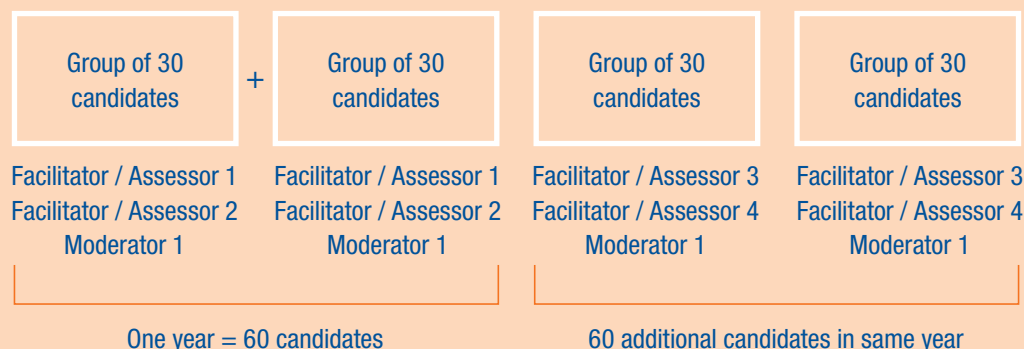 Group of 30
candidates
+
Group of 30
candidates
Group of 30
candidates
Group of 30
candidates
Facilitator / Assessor 1
Facilitator / Assessor 2
Moderator 1
Facilitator / Assessor 1
Facilitator / Assessor 2
Moderator 1
Facilitator / Assessor 3
Facilitator / Assessor 4
Moderator 1
Facilitator / Assessor 3
Facilitator / Assessor 4
Moderator 1
One year = 60 candidates
60 additional candidates in same year